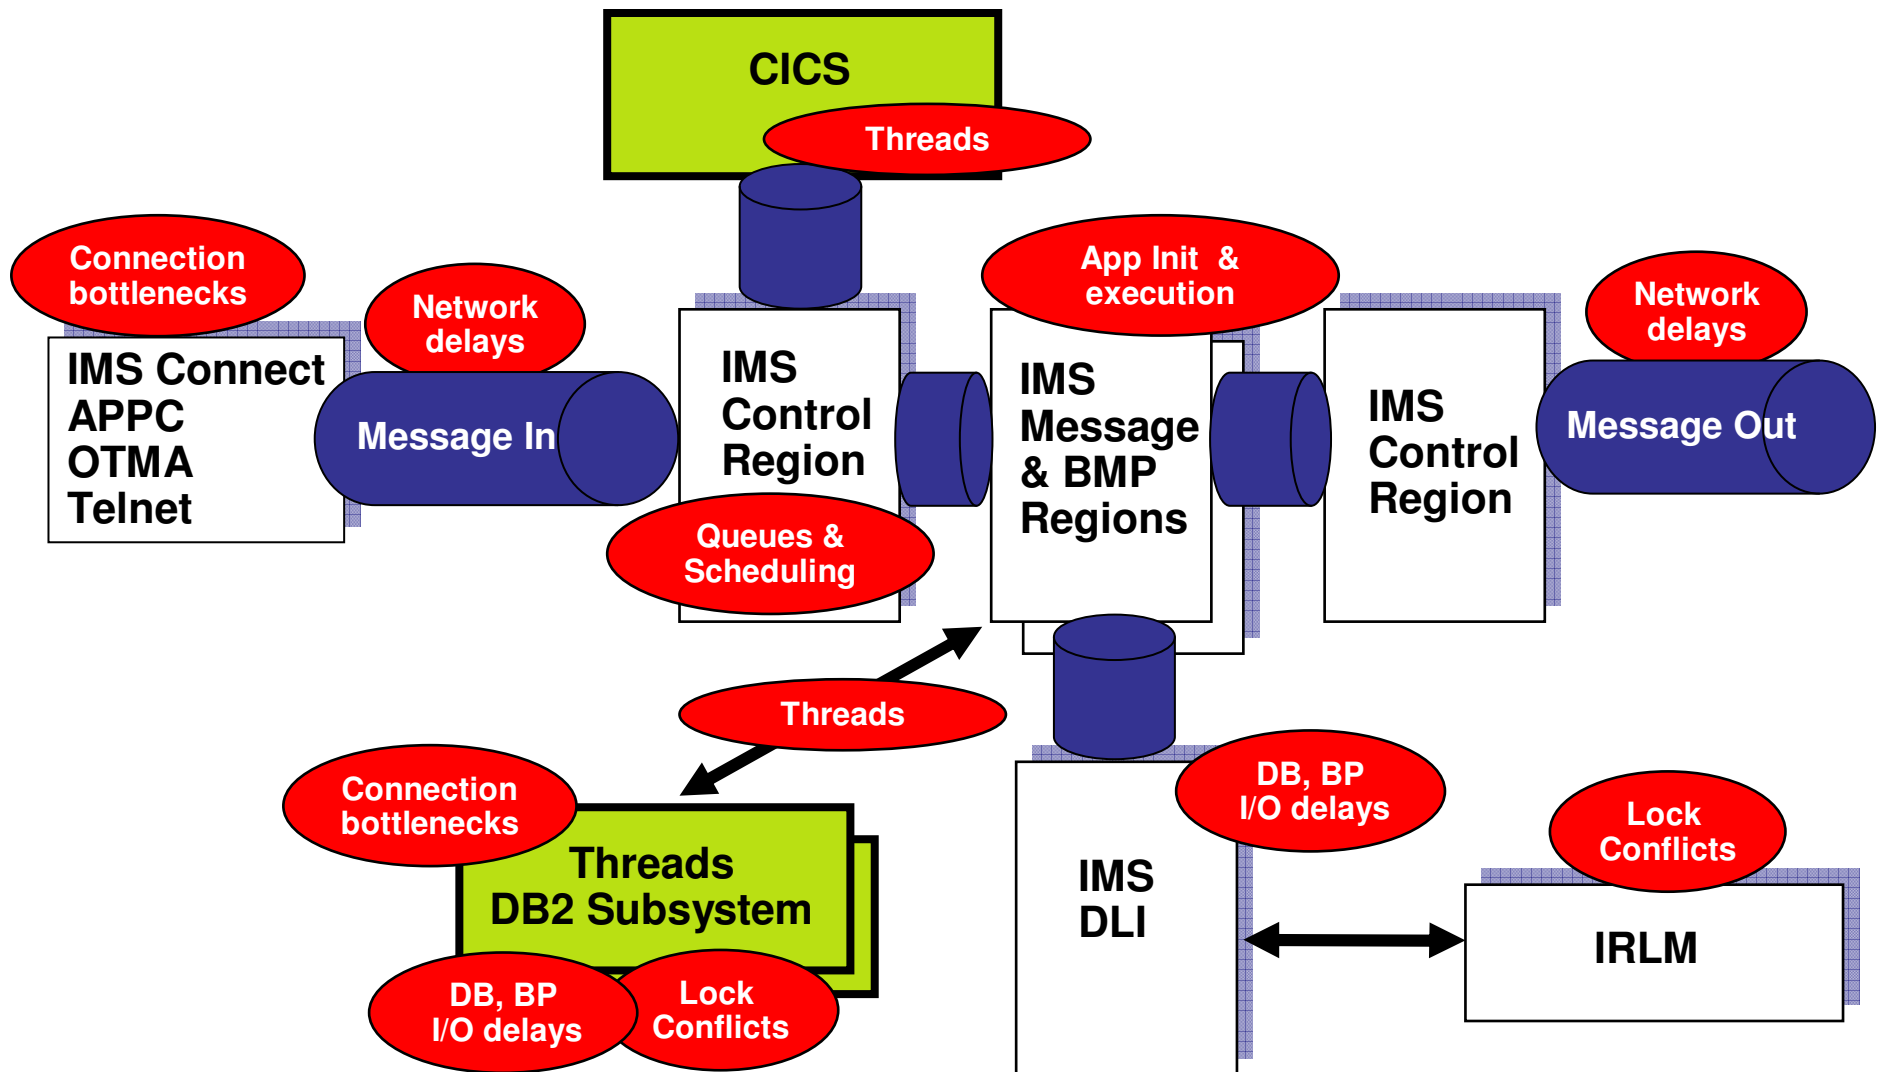 CICS
Threads
Connection
bottlenecks
Network
delays
App Init &
execution
Network
delays
IMS Connect
APPC
OTMA
Telnet
Message In
IMS
Control
Region
Queues &
Scheduling
IMS
Message
& BMP
Regions
IMS
Control
Region
Message Out
Threads
Connection
bottlenecks
Threads
DB2 Subsystem
DB, BP
I/O delays
Lock
Conflicts
DB, BP
I/O delays
IMS
DLI
Lock
Conflicts
IRLM